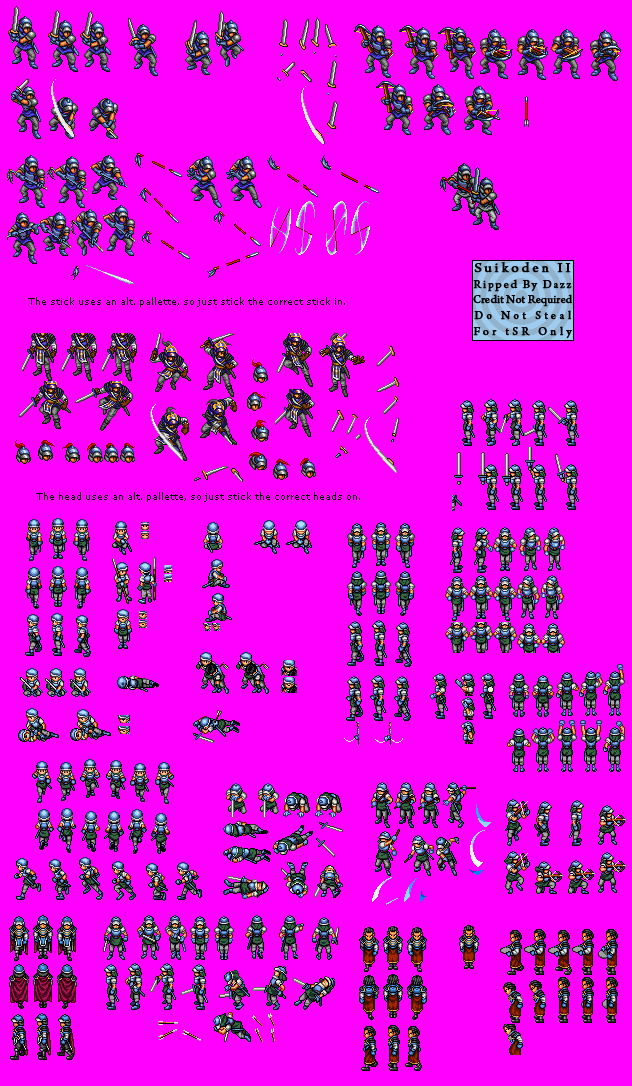 Suikoden II
Ripped By Dazz
Credit Not Required
Do Not Steal
For tSR Only
The stick uses an alt. pallette, so just stick the correct stick in.
The head uses an alt. pallette, so just stick the correct heads on.